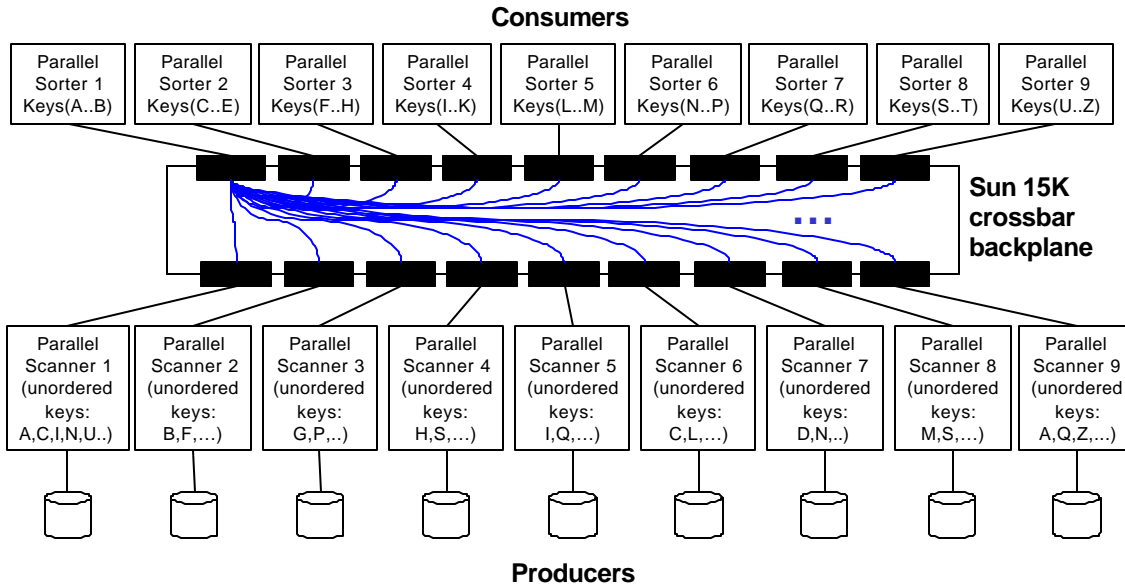 Consumers
Parallel
Sorter 1
Keys(A..B)
Parallel
Sorter 2
Keys(C..E)
Parallel
Sorter 3
Keys(F..H)
Parallel
Sorter 4
Keys(I..K)
Parallel
Sorter 5
Keys(L..M)
Parallel
Sorter 6
Keys(N..P)
Parallel
Sorter 7
Keys(Q..R)
Parallel
Sorter 8
Keys(S..T)
Parallel
Sorter 9
Keys(U..Z)
...
Sun 15K
crossbar
backplane
Parallel
Scanner 1
(unordered
keys:
A,C,I,N,U..)
Parallel
Scanner 2
(unordered
keys:
B,F,...)
Parallel
Scanner 3
(unordered
keys:
G,P,..)
Parallel
Scanner 4
(unordered
keys:
H,S,...)
Parallel
Scanner 5
(unordered
keys:
I,Q,...)
Parallel
Scanner 6
(unordered
keys:
C,L,...)
Parallel
Scanner 7
(unordered
keys:
D,N,..)
Parallel
Scanner 8
(unordered
keys:
M,S,...)
Parallel
Scanner 9
(unordered
keys:
A,Q,Z,...)
Producers